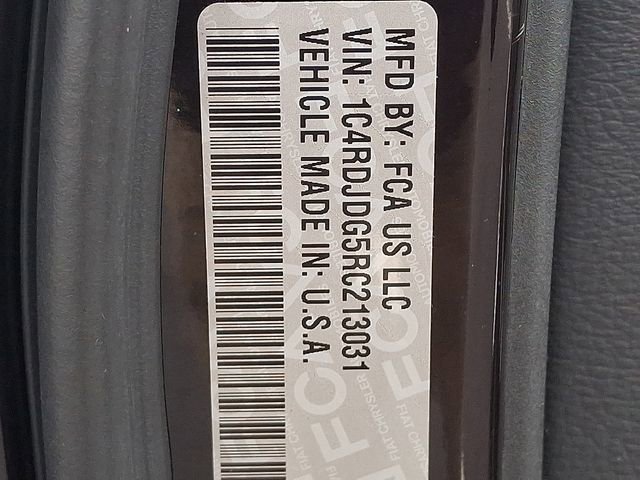 MFD BY: FCA US LLC
VIN: 1C4RDJDG5RC213031
VEHICLE MADE IN: U.S.A.